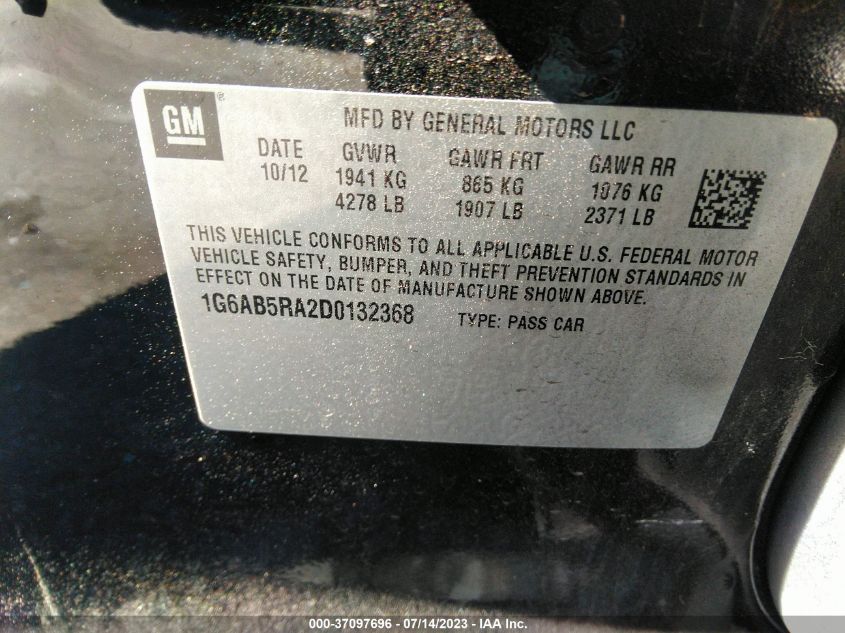 GM ®
MFD BY GENERAL MOTORS LLC
DATE GVWR GAWR FRT GAWR RR
10/12 1941 KG 865 KG 1076 KG
4278 LB 1907 LB 2371 LB
THIS VEHICLE CONFORMS TO ALL APPLICABLE U.S. FEDERAL MOTOR
VEHICLE SAFETY, BUMPER, AND THEFT PREVENTION STANDARDS IN
EFFECT ON THE DATE OF MANUFACTURE SHOWN ABOVE.
1G6AB5RA2D0132368 TYPE: PASS CAR
000-37097696 - 07/14/2023 - IAA Inc.